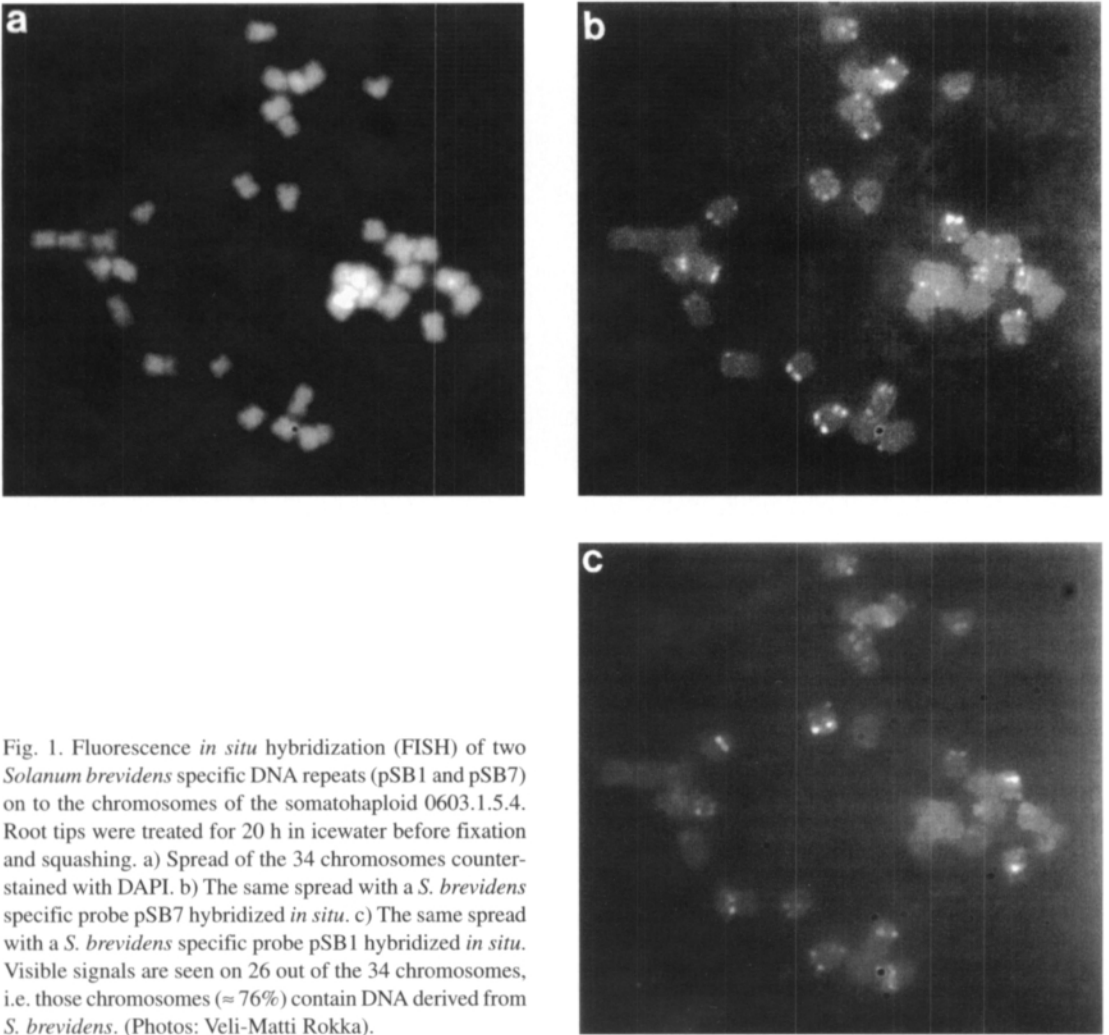 a
b
c
Fig. 1. Fluorescence in situ hybridization (FISH) of two
Solanum brevidens specific DNA repeats (pSB1 and pSB7)
on to the chromosomes of the somatohaploid 0603.1.5.4.
Root tips were treated for 20 h in icewater before fixation
and squashing. a) Spread of the 34 chromosomes counter-
stained with DAPI. b) The same spread with a S. brevidens
specific probe pSB7 hybridized in situ. c) The same spread
with a S. brevidens specific probe pSB1 hybridized in situ.
Visible signals are seen on 26 out of the 34 chromosomes,
i.e. those chromosomes (≈ 76%) contain DNA derived from
S. brevidens. (Photos: Veli-Matti Rokka).